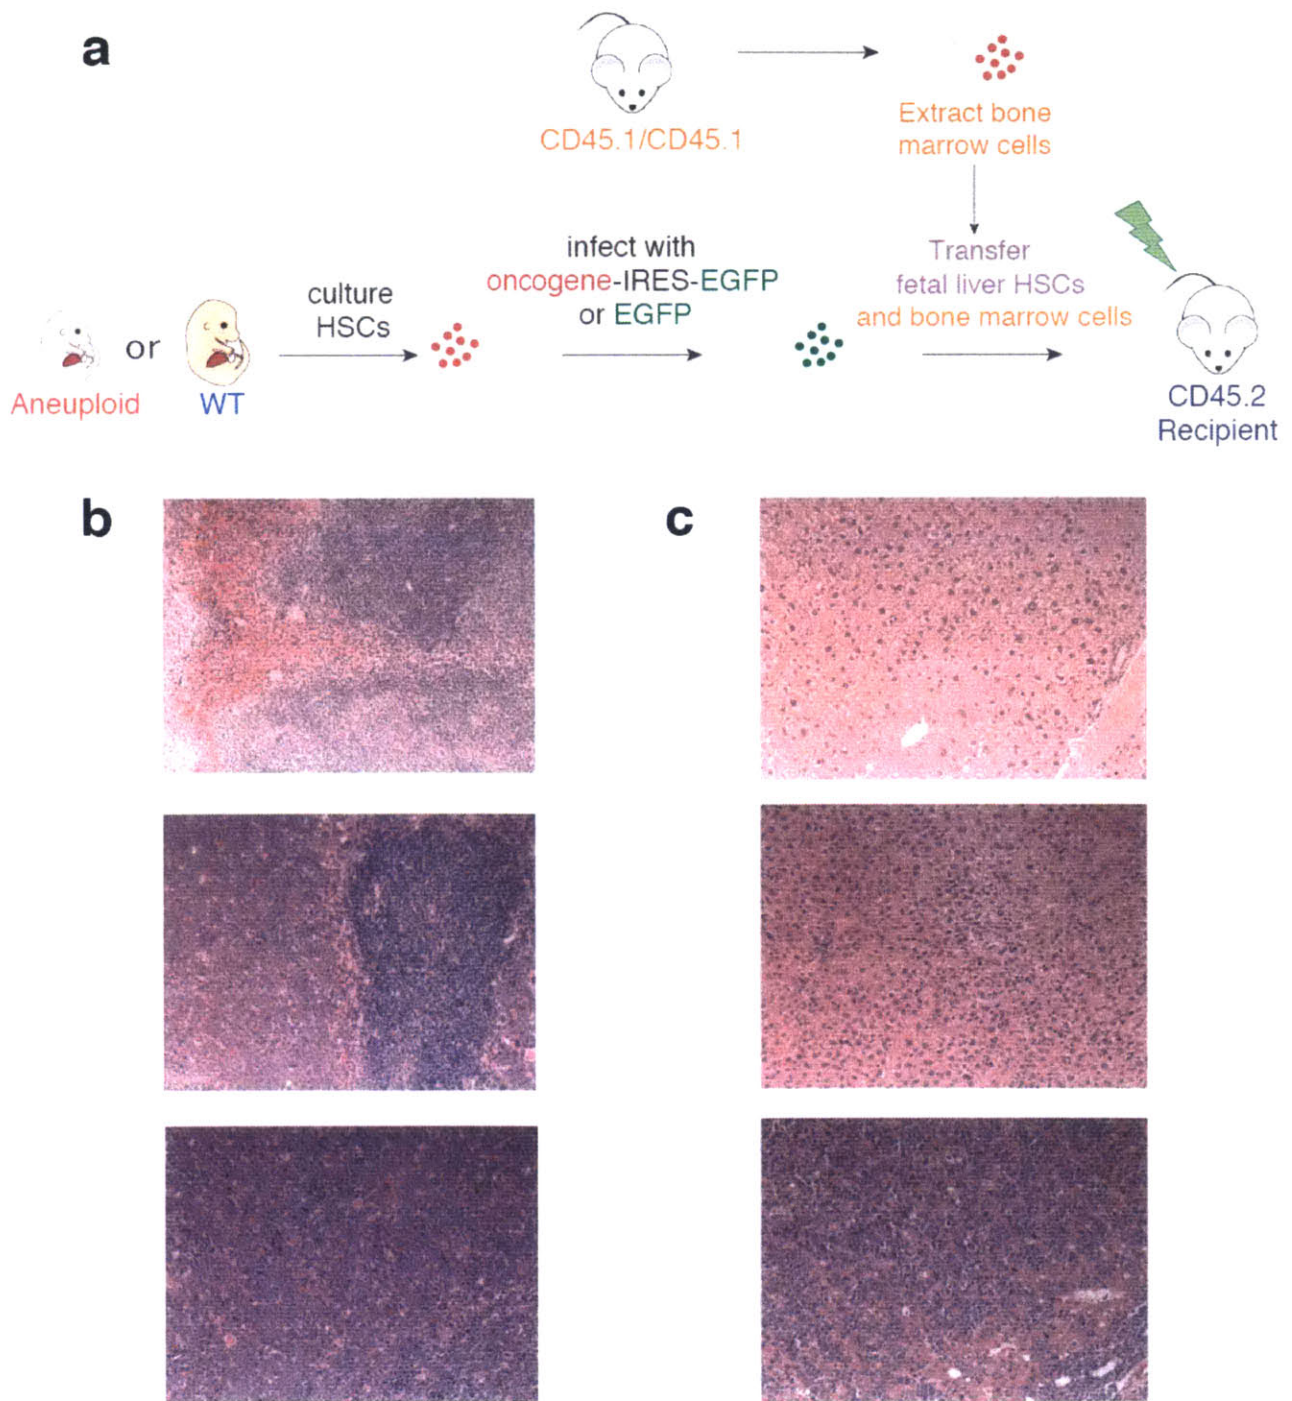 a
CD45.1/CD45.1
Extract bone
marrow cells
Aneuploid
or
WT
culture
HSCs
infect with
oncogene-IRES-EGFP
or EGFP
Transfer
fetal liver HSCs
and bone marrow cells
CD45.2
Recipient
b
c